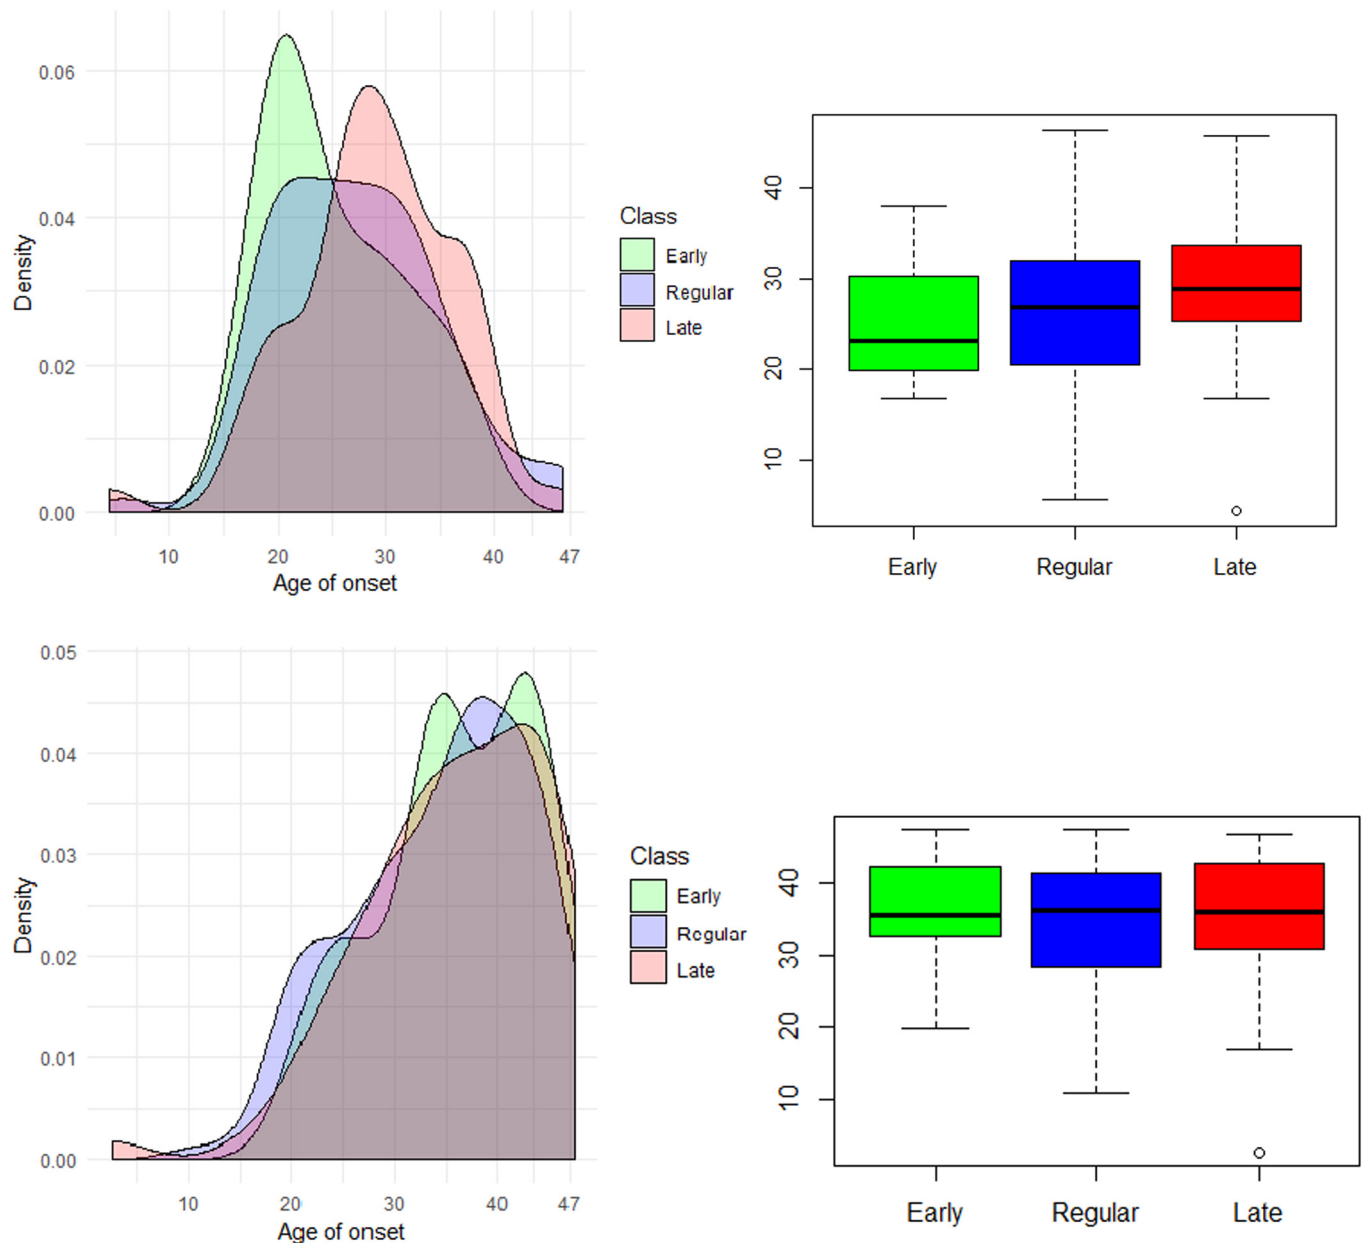 0.06
0.04
0.02
0.00
Density
10 20 30 40 47
Age of onset
Class
Early
Regular
Late
40
30
20
10
Early Regular Late
0.05
0.04
0.03
0.02
0.01
0.00
Density
10 20 30 40 47
Age of onset
Class
Early
Regular
Late
40
30
20
10
Early Regular Late